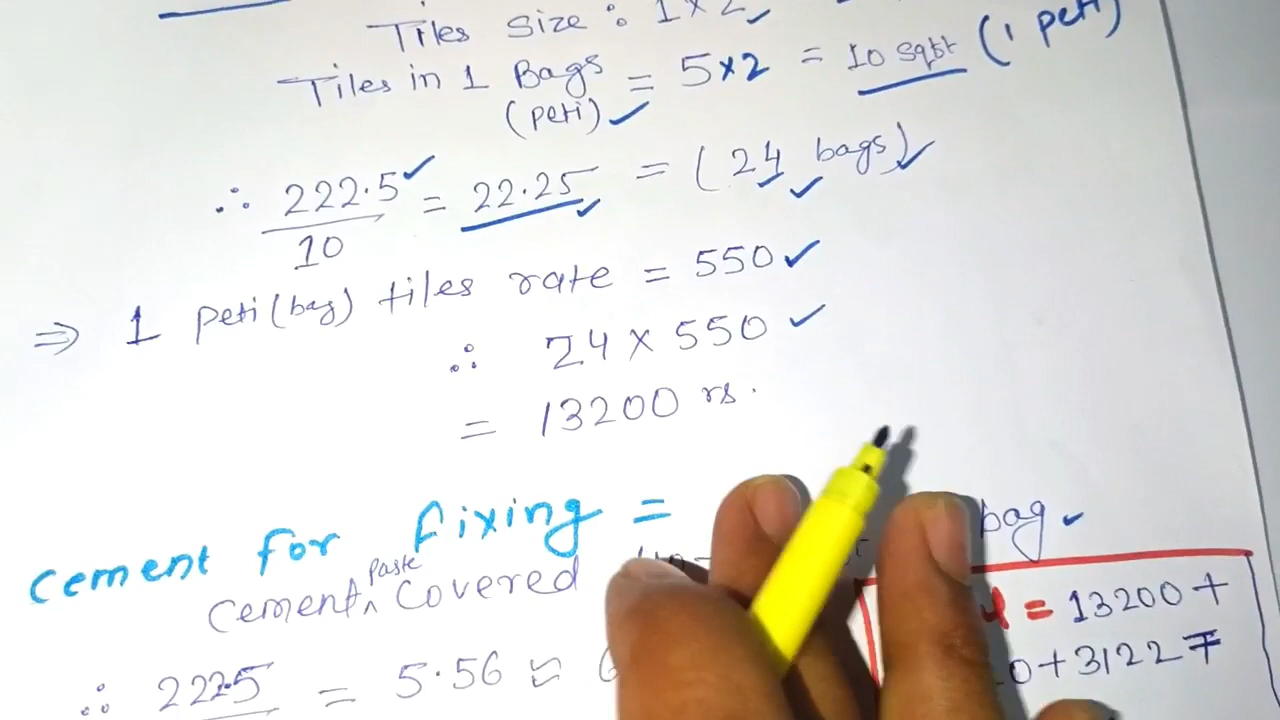 Tiles Size : 1×2
Tiles in 1 Bags = 5×2 = 10 Sqft (1 peti)
(peti)
∴ 222.5/10 = 22.25 = (24 bags)
⇒ 1 Peti(bag) tiles rate = 550
∴ 24 × 550
= 13200 rs.
Cement for fixing = bag
Cement paste Covered
= 13200 +
0+3122 =
∴ 222.5 = 5.56 ≈